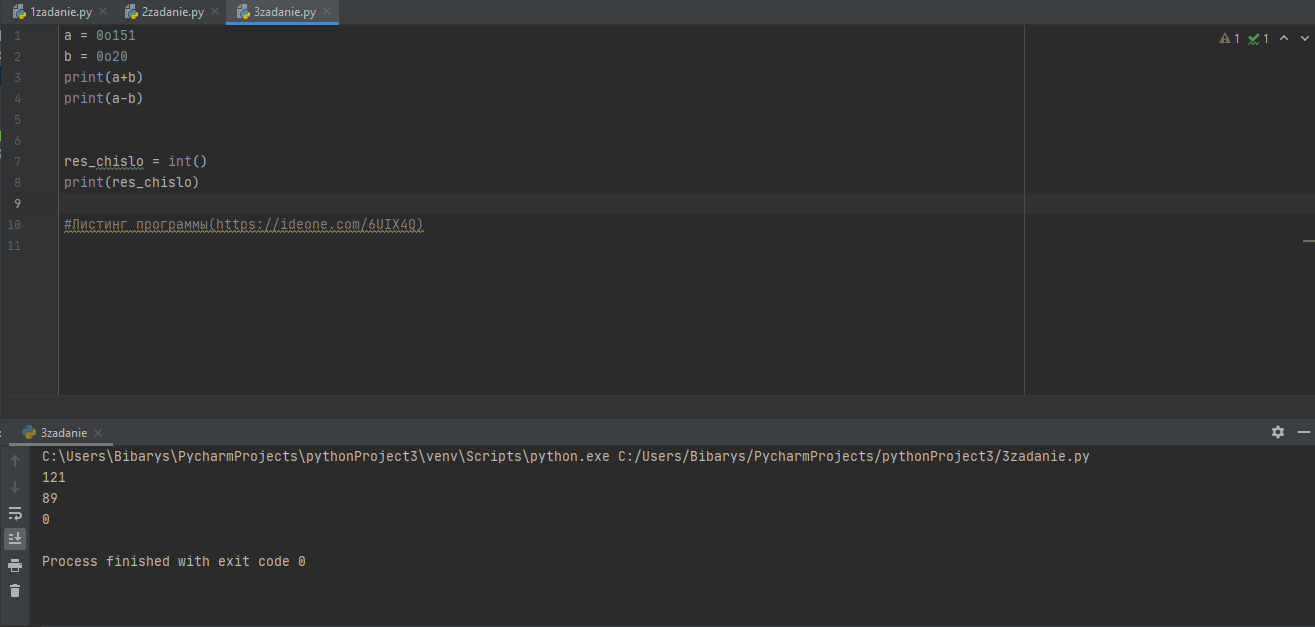 1zadanie.py 2zadanie.py 3zadanie.py
1 a = 0o151
2 b = 0o20
3 print(a+b)
4 print(a-b)
5
6
7 res_chislo = int()
8 print(res_chislo)
9
10 #Листинг программы(https://ideone.com/6UIX4Q)
11
1 1
3zadanie
C:\Users\Bibarys\PycharmProjects\pythonProject3\venv\Scripts\python.exe C:/Users/Bibarys/PycharmProjects/pythonProject3/3zadanie.py
121
89
0
Process finished with exit code 0